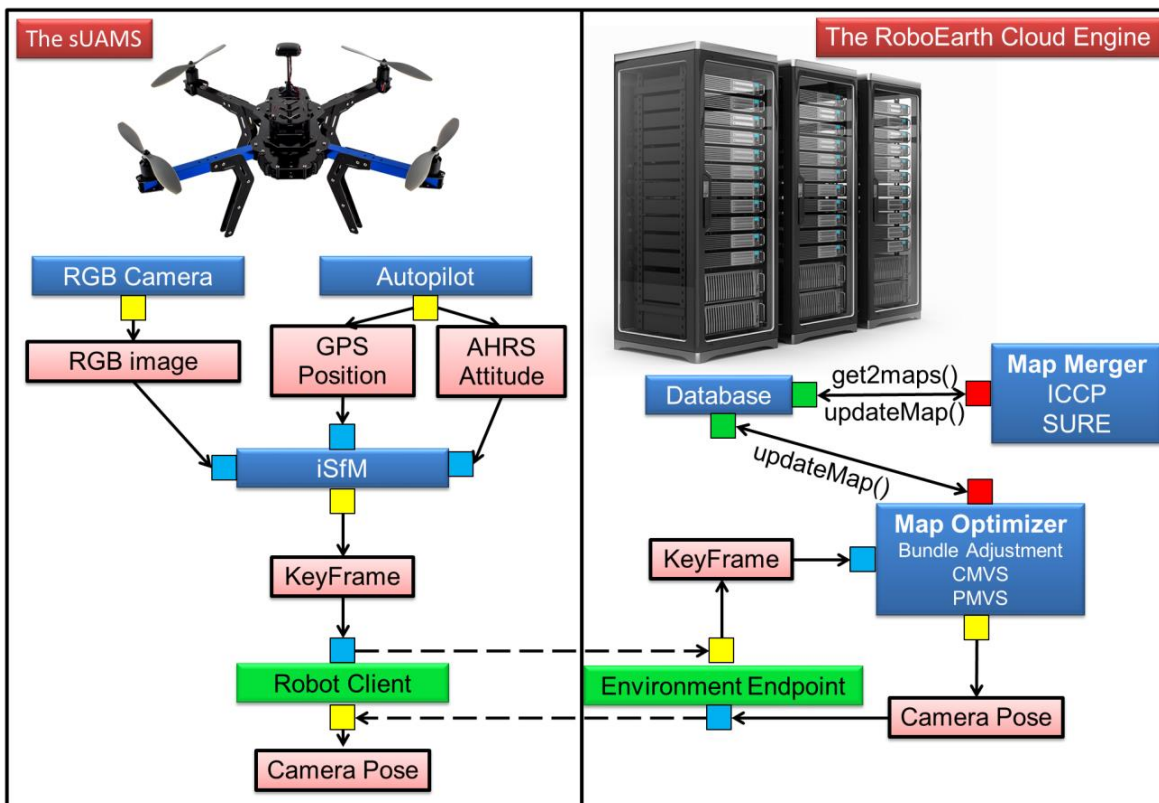 The sUAMS
The RoboEarth Cloud Engine
RGB Camera
Autopilot
RGB image
GPS
Position
AHRS
Attitude
iSfM
KeyFrame
Robot Client
Camera Pose
Database
get2maps()
updateMap()
Map Merger
ICCP
SURE
updateMap()
Map Optimizer
Bundle Adjustment
CMVS
PMVS
KeyFrame
Environment Endpoint
Camera Pose